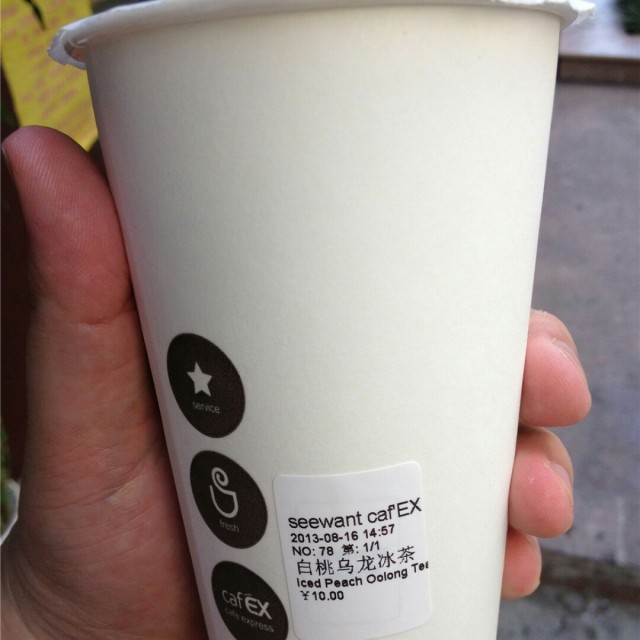 service
fresh
cafEX
cafe express
seewant cafEX
2013-08-16 14:57
NO: 78 第: 1/1
白桃乌龙冰茶
Iced Peach Oolong Tea
￥10.00